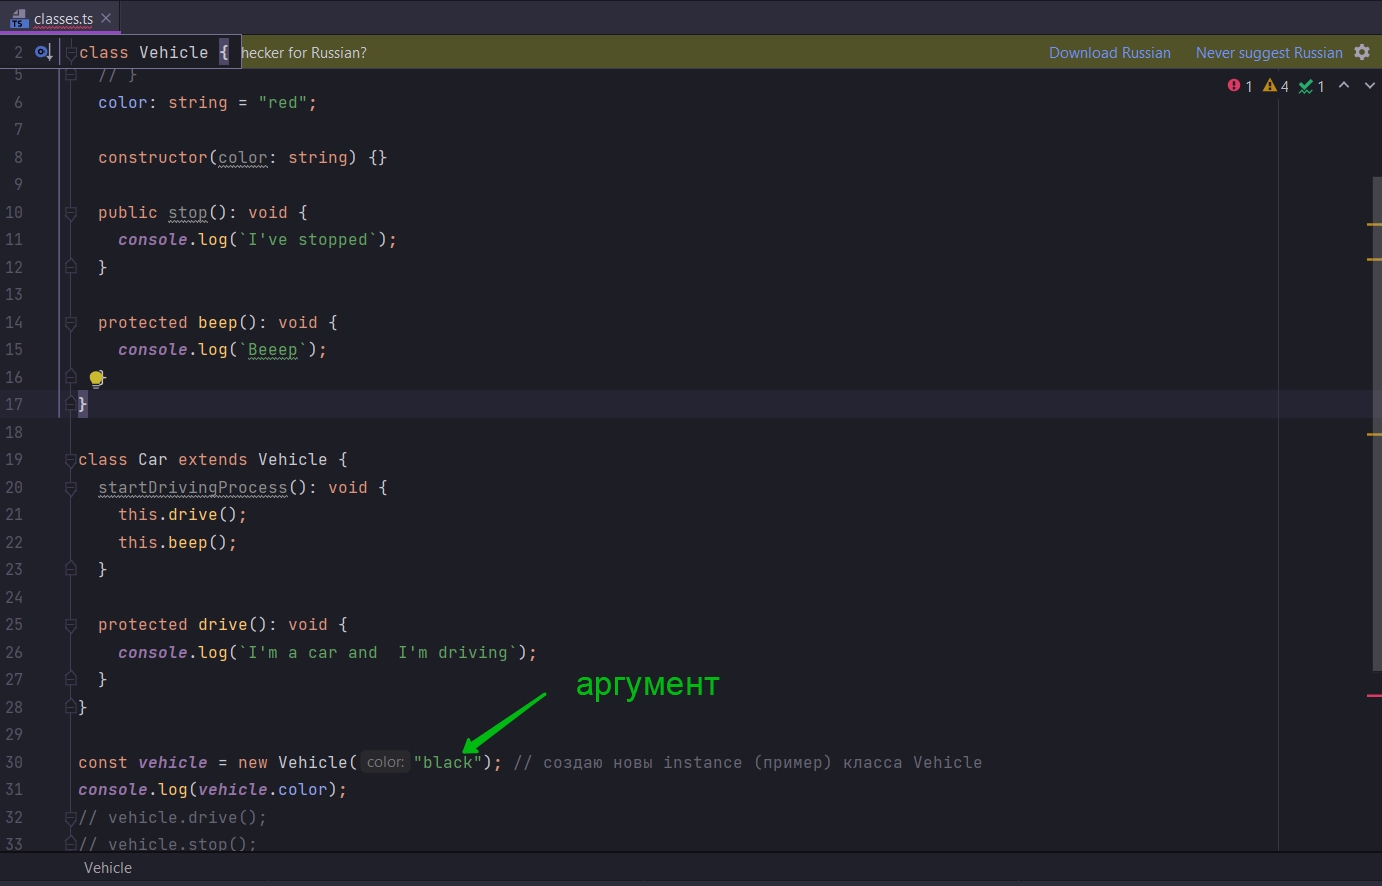 classes.ts
2 class Vehicle { hecker for Russian? Download Russian Never suggest Russian
5 // }
1 4 1
6 color: string = "red";
7
8 constructor(color: string) {}
9
10 public stop(): void {
11 console.log(`I've stopped`);
12 }
13
14 protected beep(): void {
15 console.log(`Beeep`);
16 }
17 }
18
19 class Car extends Vehicle {
20 startDrivingProcess(): void {
21 this.drive();
22 this.beep();
23 }
24
25 protected drive(): void {
26 console.log(`I'm a car and  I'm driving`);
27 }
аргумент
28 }
29
30 const vehicle = new Vehicle( color: "black"); // создаю новы instance (пример) класса Vehicle
31 console.log(vehicle.color);
32 // vehicle.drive();
33 // vehicle.stop();
Vehicle